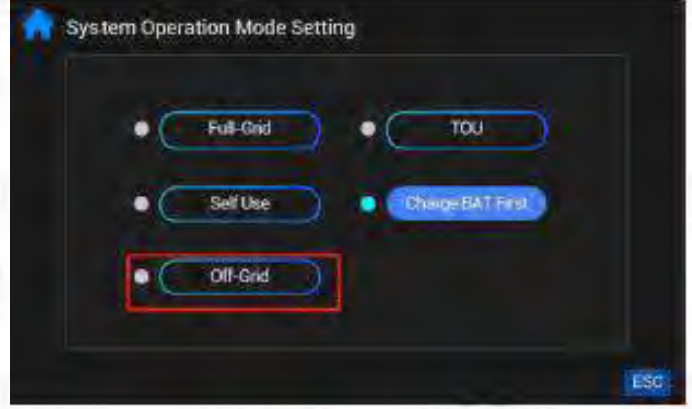 System Operation Mode Setting
Full-Grid
TOU
Self Use
Charge BAT First
Off-Grid
ESC